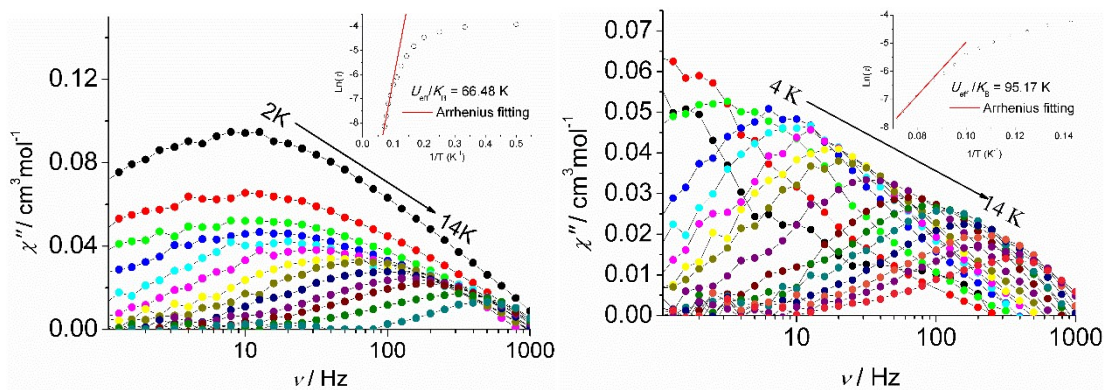 χ″/ cm³mol⁻¹
0.12
0.08
0.04
0.00
10
100
1000
ν / Hz
2K
14K
Ln(τ)
-4
-6
-8
0.0
0.1
0.2
0.3
0.4
0.5
1/T (K⁻¹)
U_eff/K_B = 66.48 K
Arrhenius fitting
χ″/ cm³mol⁻¹
0.07
0.06
0.05
0.04
0.03
0.02
0.01
0.00
10
100
1000
ν / Hz
4 K
14 K
Ln(τ)
-4
-5
-6
-7
-8
0.08
0.10
0.12
0.14
1/T (K⁻¹)
U_eff/K_B = 95.17 K
Arrhenius fitting